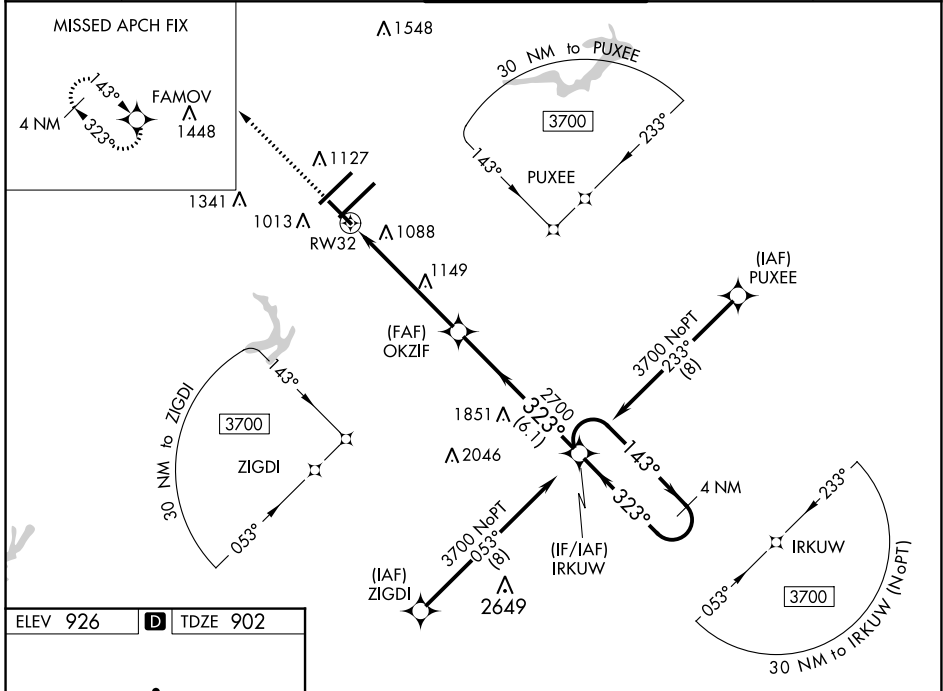 MISSED APCH FIX
143°
FAMOV
4 NM
323°
1448
1548
30 NM to PUXEE
3700
143°
233°
PUXEE
1127
1341
1013
RW32
1088
1149
(FAF)
OKZIF
(IAF)
PUXEE
3700 NoPT
233°
(8)
30 NM to ZIGDI
143°
3700
ZIGDI
053°
2700
323°
(6.1)
1851
2046
143°
323°
4 NM
(IF/IAF)
IRKUW
3700 NoPT
053°
(8)
(IAF)
ZIGDI
2649
233°
IRKUW
053°
3700
30 NM to IRKUW (NoPT)
ELEV 926 D TDZE 902